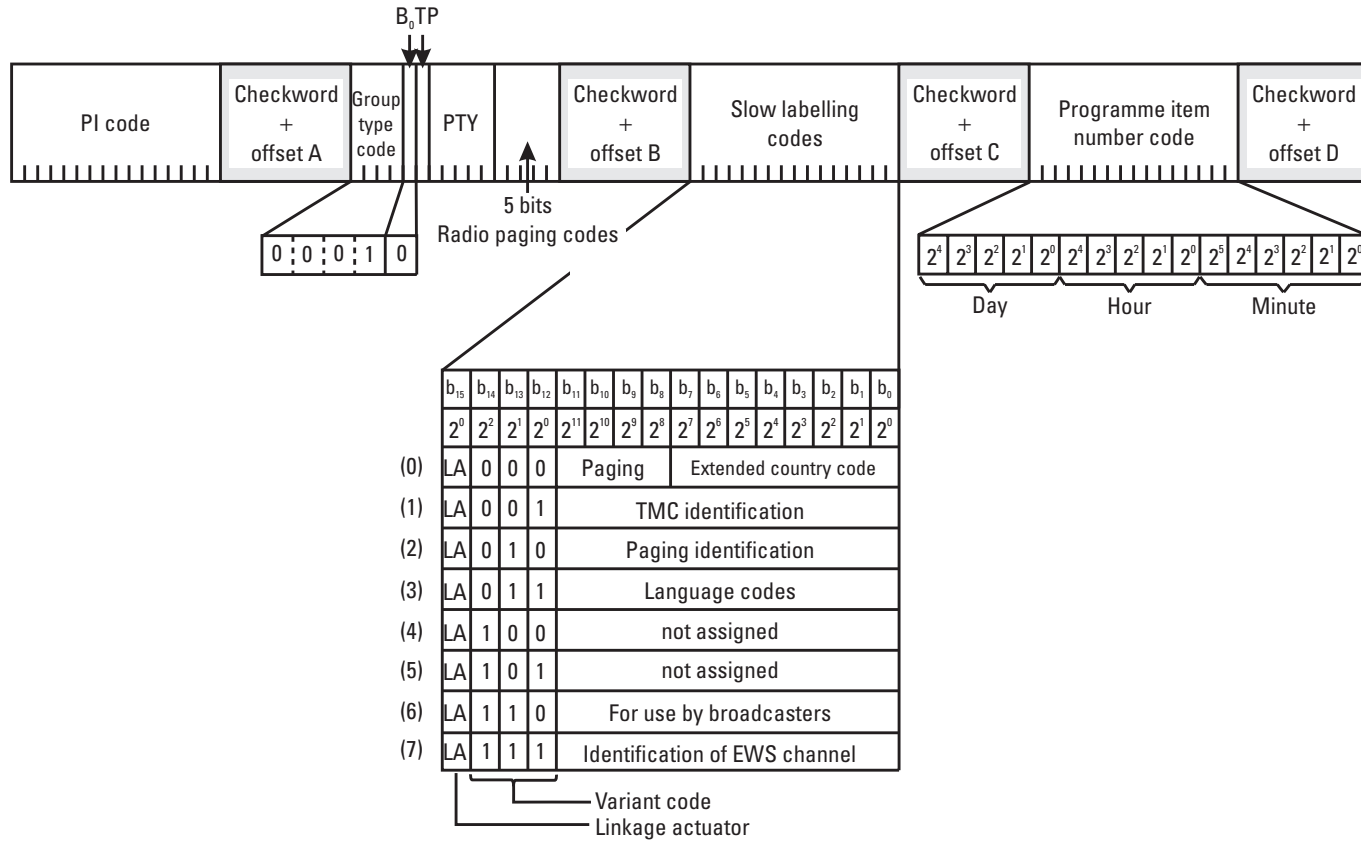 B₀TP
PI code
Checkword
+
offset A
Group
type
code
PTY
Checkword
+
offset B
Slow labelling
codes
Checkword
+
offset C
Programme item
number code
Checkword
+
offset D
5 bits
Radio paging codes
0 0 0 1 0
2⁴ 2³ 2² 2¹ 2⁰ 2⁴ 2³ 2² 2¹ 2⁰ 2⁵ 2⁴ 2³ 2² 2¹ 2⁰
Day Hour Minute
b₁₅ b₁₄ b₁₃ b₁₂ b₁₁ b₁₀ b₉ b₈ b₇ b₆ b₅ b₄ b₃ b₂ b₁ b₀
2⁰ 2² 2¹ 2⁰ 2¹¹ 2¹⁰ 2⁹ 2⁸ 2⁷ 2⁶ 2⁵ 2⁴ 2³ 2² 2¹ 2⁰
(0) LA 0 0 0 Paging Extended country code
(1) LA 0 0 1 TMC identification
(2) LA 0 1 0 Paging identification
(3) LA 0 1 1 Language codes
(4) LA 1 0 0 not assigned
(5) LA 1 0 1 not assigned
(6) LA 1 1 0 For use by broadcasters
(7) LA 1 1 1 Identification of EWS channel
Variant code
Linkage actuator